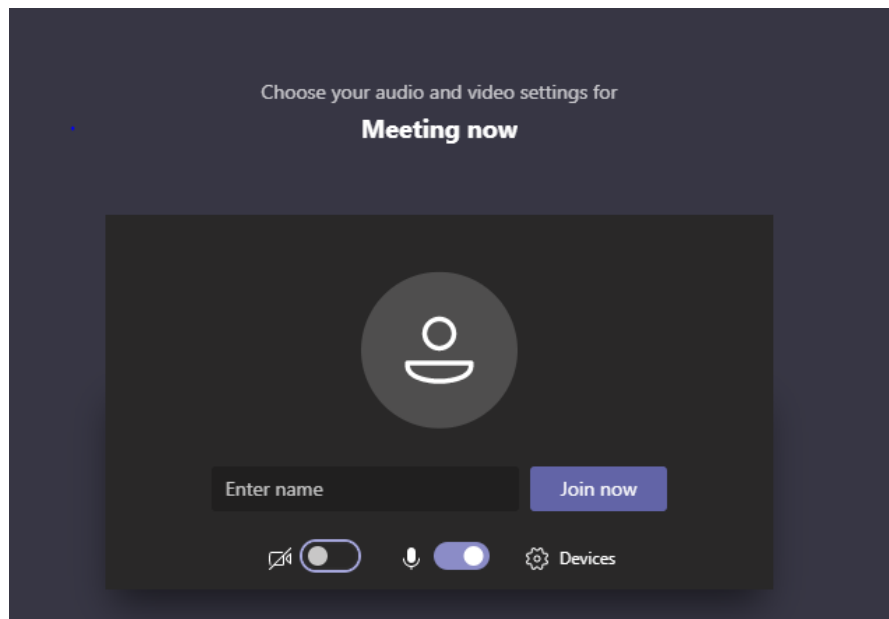 Choose your audio and video settings for
Meeting now
Enter name
Join now
Devices